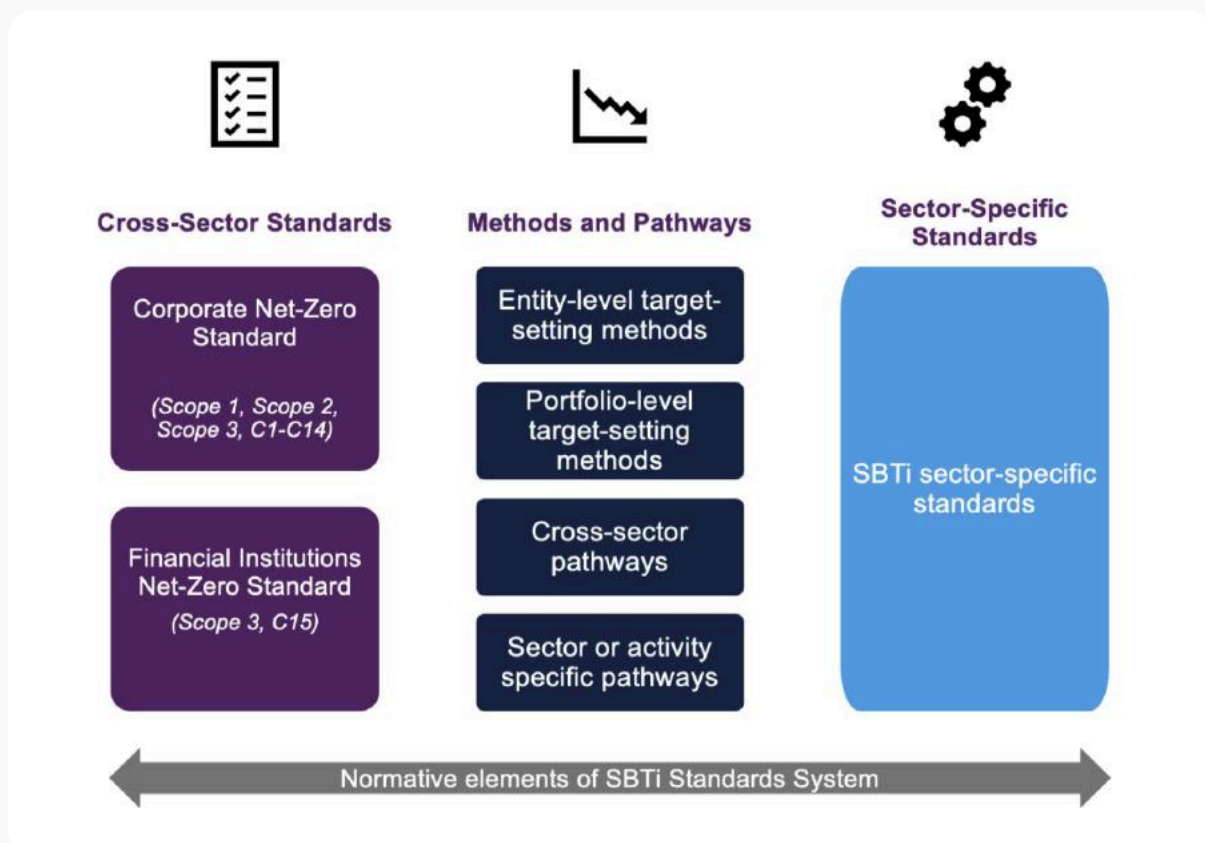 Cross-Sector Standards
Corporate Net-Zero
Standard
(Scope 1, Scope 2,
Scope 3, C1-C14)
Financial Institutions
Net-Zero Standard
(Scope 3, C15)
Methods and Pathways
Entity-level target-
setting methods
Portfolio-level
target-setting
methods
Cross-sector
pathways
Sector or activity
specific pathways
Sector-Specific
Standards
SBTi sector-specific
standards
Normative elements of SBTi Standards System